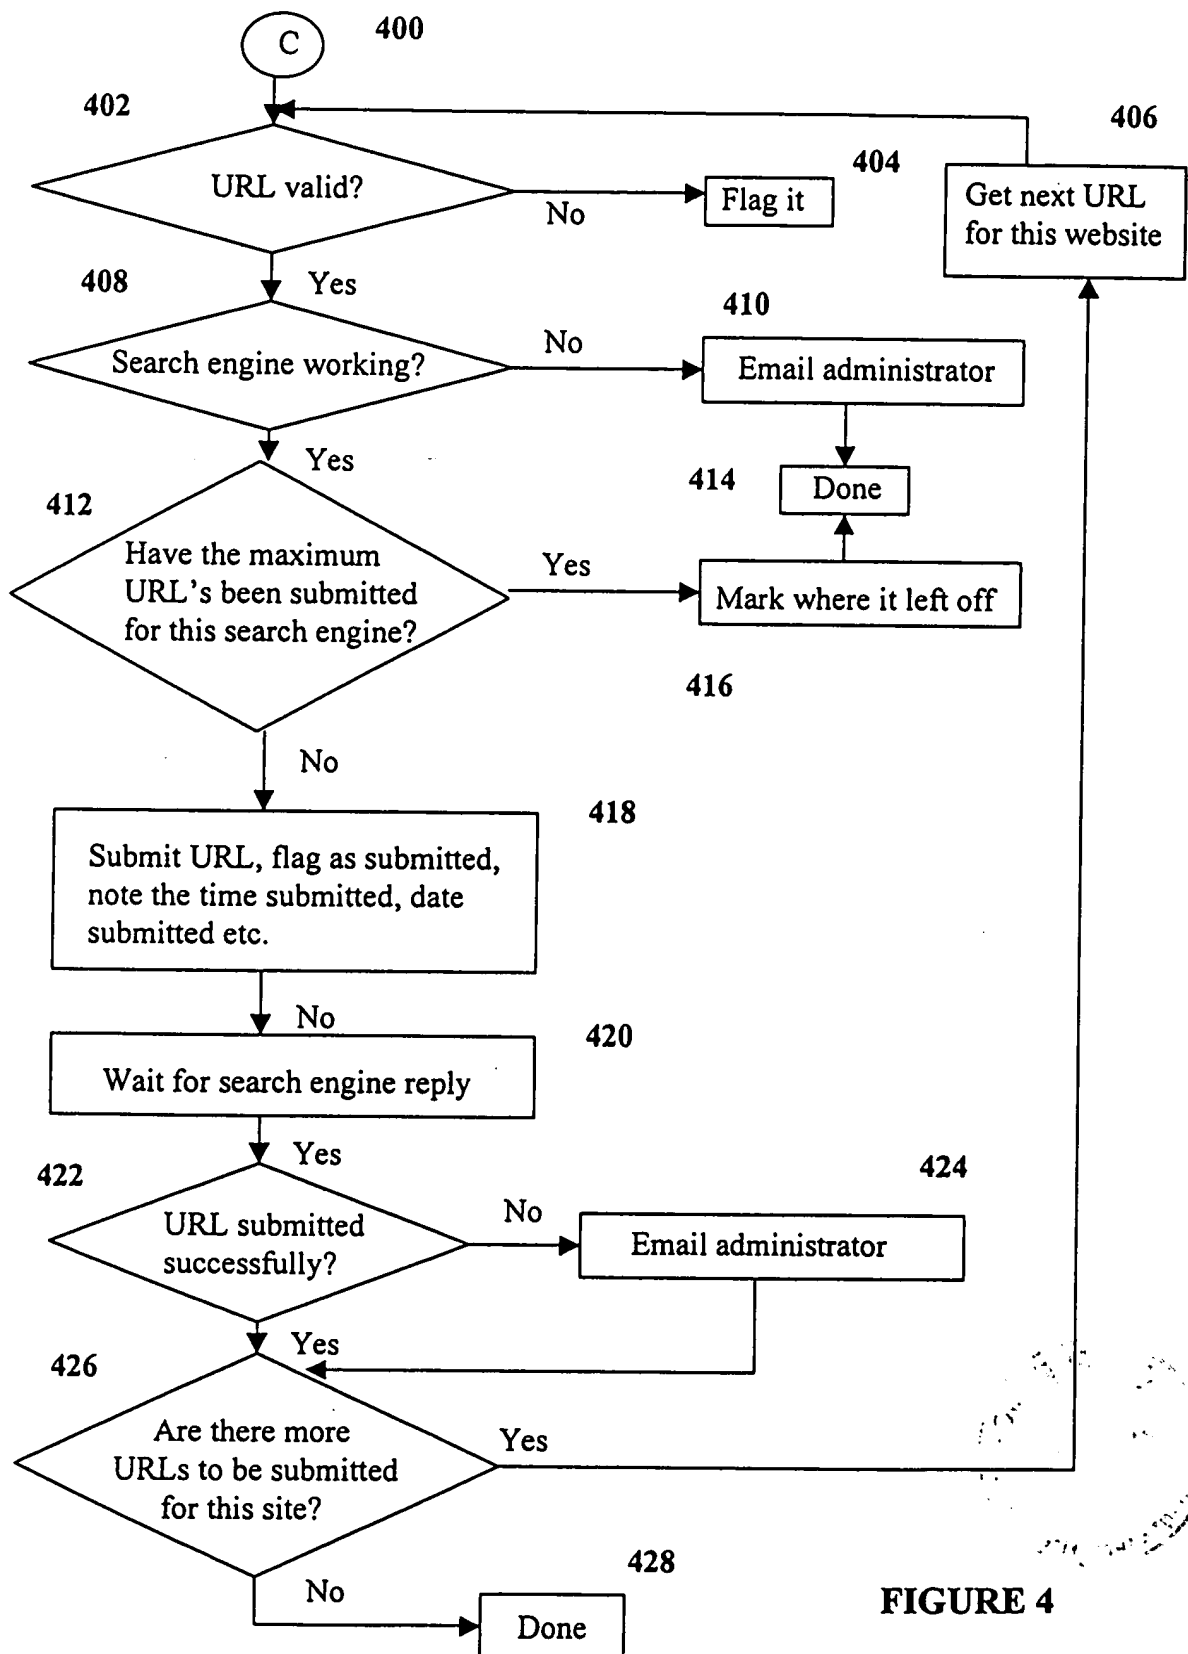 C
400
402
406
URL valid?
404
Flag it
No
Get next URL
for this website
408
Yes
410
Search engine working?
No
Email administrator
Yes
414
Done
412
Have the maximum
URL's been submitted
for this search engine?
Yes
Mark where it left off
416
No
418
Submit URL, flag as submitted,
note the time submitted, date
submitted etc.
No
420
Wait for search engine reply
Yes
422
424
URL submitted
successfully?
No
Email administrator
Yes
426
Are there more
URLs to be submitted
for this site?
Yes
No
428
Done
FIGURE 4